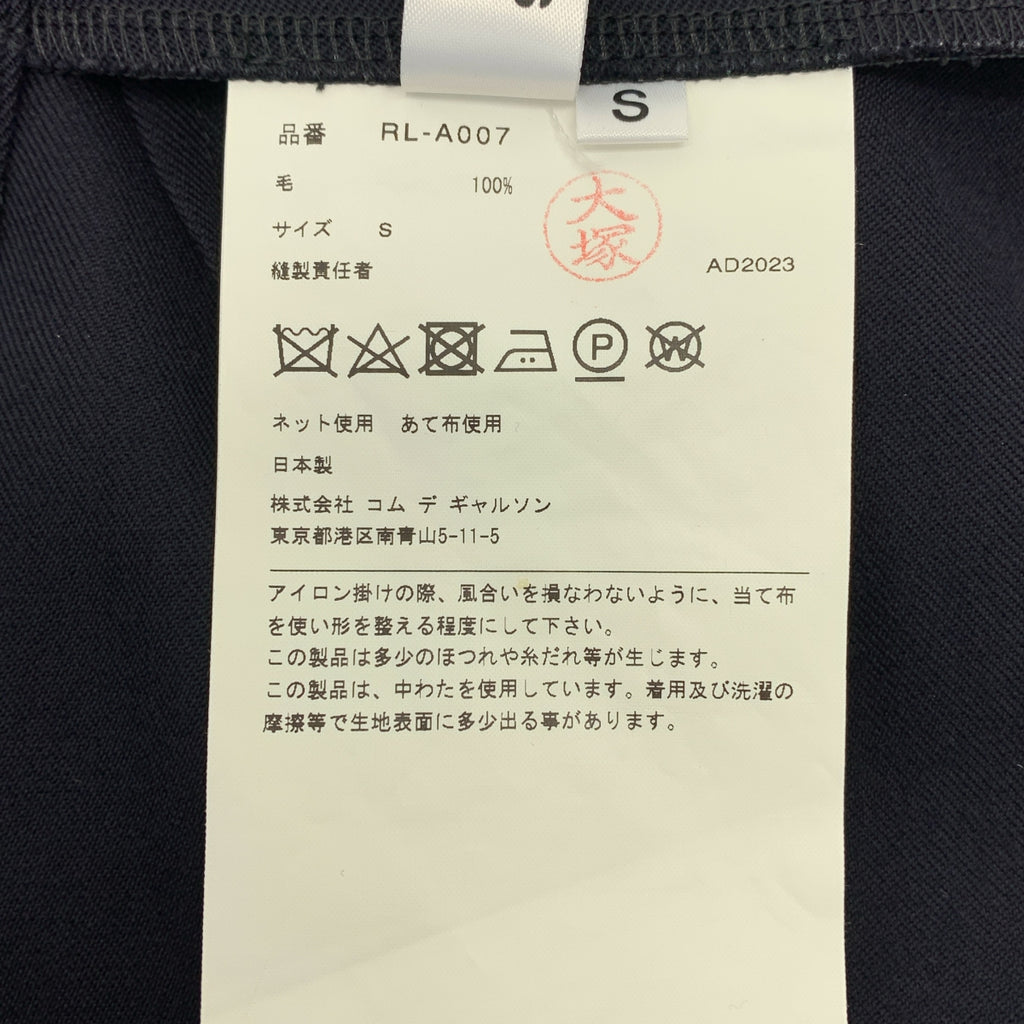 S
品番 RL-A007
毛 100%
大塚
サイズ S
縫製責任者
AD2023
P
W
ネット使用 あて布使用
日本製
株式会社 コム デ ギャルソン
東京都港区南青山5-11-5
アイロン掛けの際、風合いを損なわないように、当て布
を使い形を整える程度にして下さい。
この製品は多少のほつれや糸だれ等が生じます。
この製品は、中わたを使用しています。着用及び洗濯の
摩擦等で生地表面に多少出る事があります。